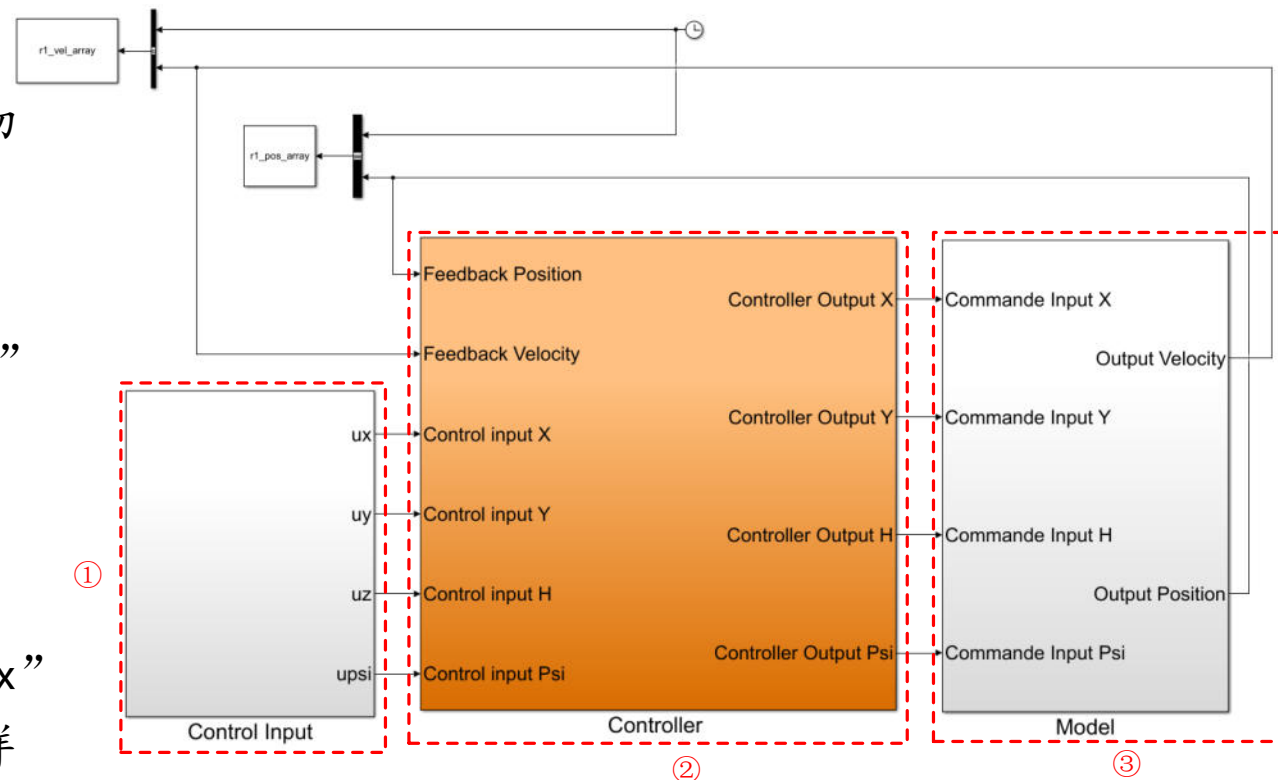 r1_vel_array
r1_pos_array
切
”
x”
样
Feedback Position
Feedback Velocity
Control input X
Control input Y
Control input H
Control input Psi
Controller Output X
Controller Output Y
Controller Output H
Controller Output Psi
Commande Input X
Output Velocity
Commande Input Y
Commande Input H
Output Position
Commande Input Psi
ux
uy
uz
upsi
①
Control Input
Controller
Model
②
③